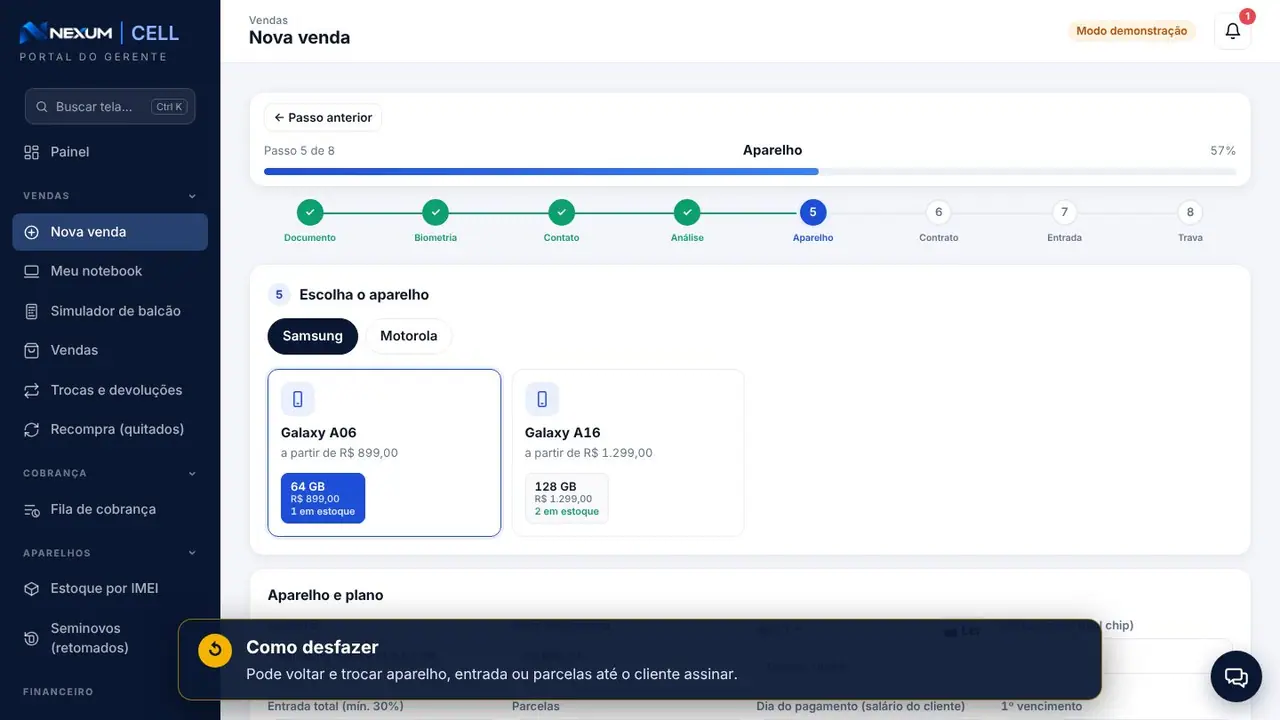 NEXUM | CELL
PORTAL DO GERENTE
Buscar tela... Ctrl K
Painel
VENDAS
Nova venda
Meu notebook
Simulador de balcão
Vendas
Trocas e devoluções
Recompra (quitados)
COBRANÇA
Fila de cobrança
APARELHOS
Estoque por IMEI
Seminovos
(retomados)
FINANCEIRO
Vendas
Nova venda
Modo demonstração
1
← Passo anterior
Passo 5 de 8
Aparelho
57%
5
6
7
8
Documento
Biometria
Contato
Análise
Aparelho
Contrato
Entrada
Trava
5 Escolha o aparelho
Samsung
Motorola
Galaxy A06
a partir de R$ 899,00
64 GB
R$ 899,00
1 em estoque
Galaxy A16
a partir de R$ 1.299,00
128 GB
R$ 1.299,00
2 em estoque
Aparelho e plano
chip)
Como desfazer
Pode voltar e trocar aparelho, entrada ou parcelas até o cliente assinar.
Entrada total (mín. 30%)
Parcelas
Dia do pagamento (salário do cliente)
1º vencimento